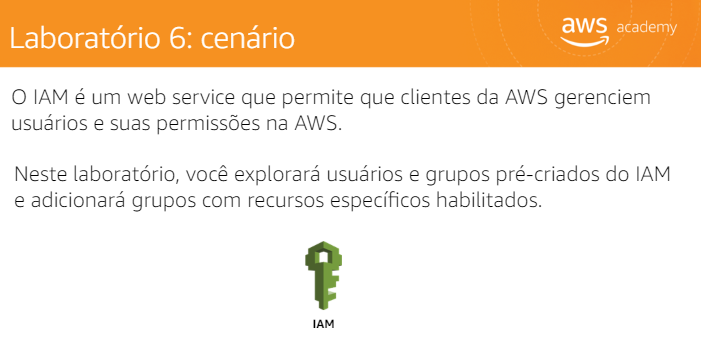 Laboratório 6: cenário
aws academy
O IAM é um web service que permite que clientes da AWS gerenciem
usuários e suas permissões na AWS.
Neste laboratório, você explorará usuários e grupos pré-criados do IAM
e adicionará grupos com recursos específicos habilitados.
IAM